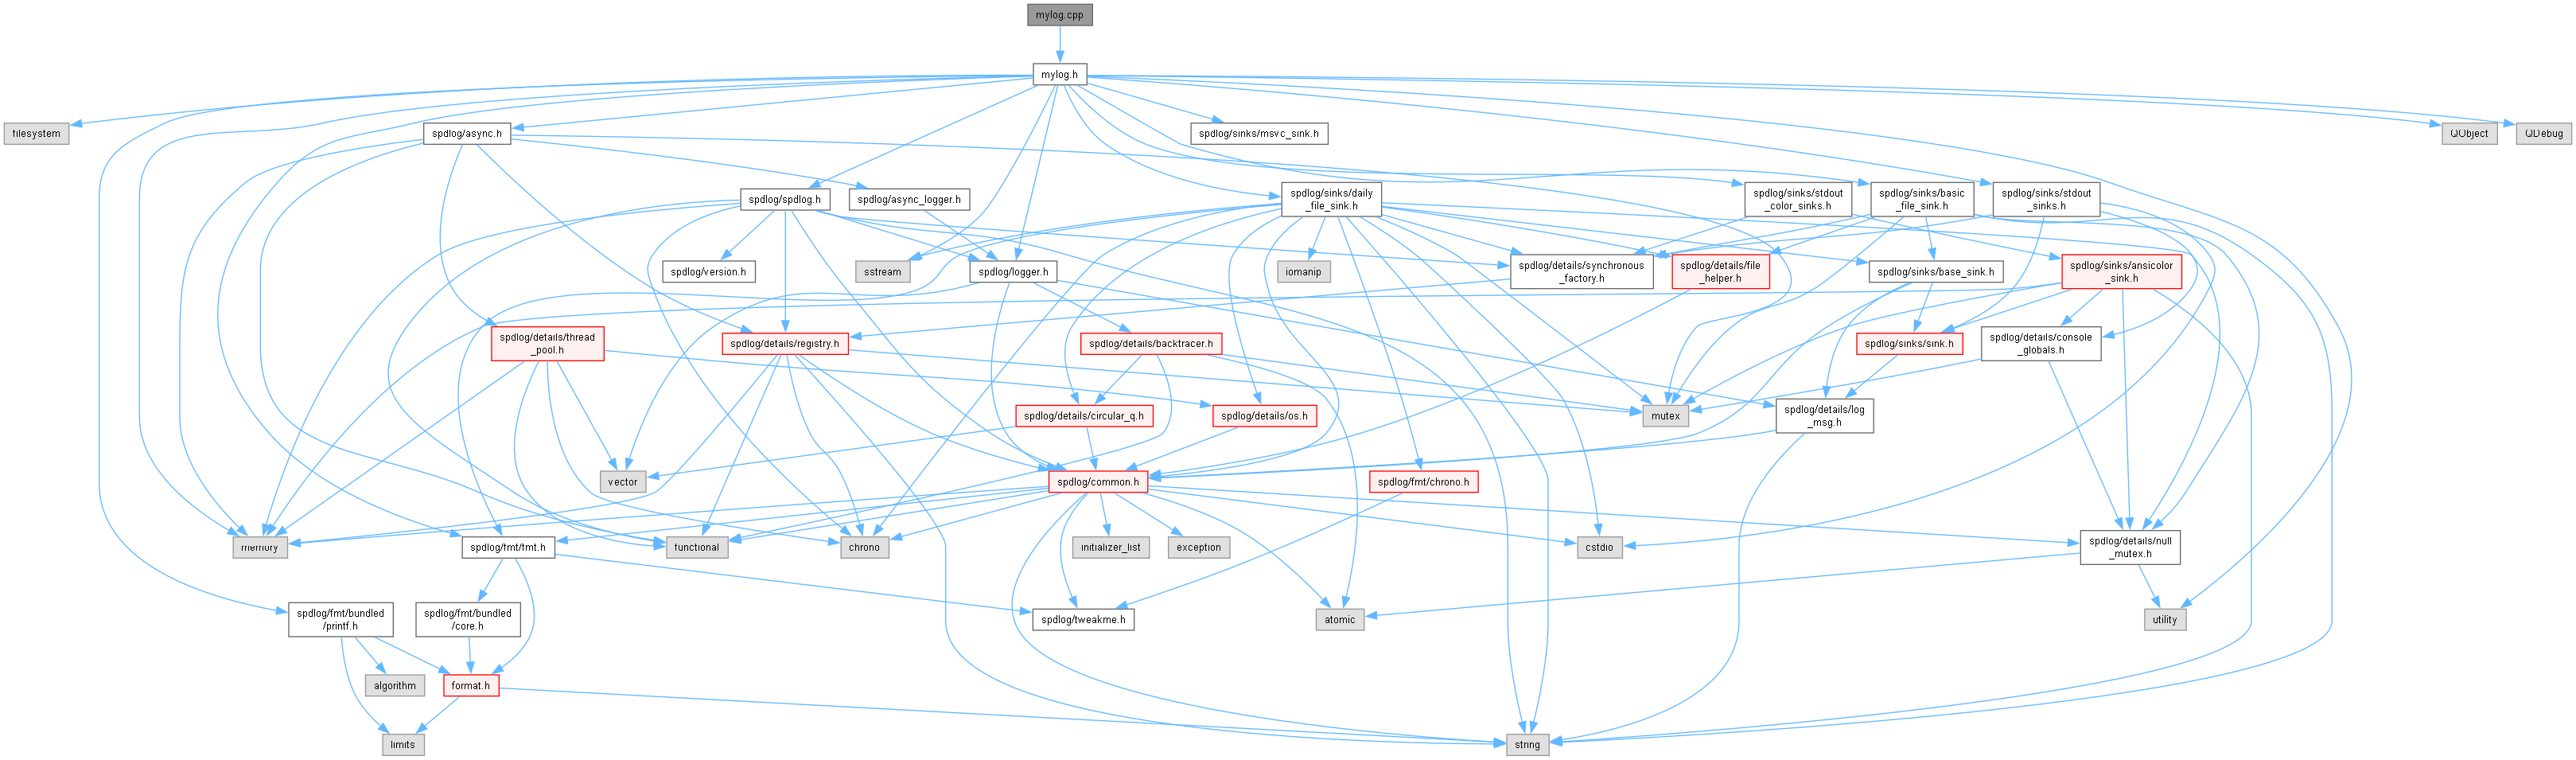 mylog.cpp
mylog.h
filesystem
spdlog/async.h
spdlog/sinks/msvc_sink.h
QObject
QDebug
spdlog/spdlog.h
spdlog/async_logger.h
spdlog/sinks/daily
_file_sink.h
spdlog/sinks/stdout
_color_sinks.h
spdlog/sinks/basic
_file_sink.h
spdlog/sinks/stdout
_sinks.h
spdlog/version.h
sstream
spdlog/logger.h
iomanip
spdlog/details/synchronous
_factory.h
spdlog/details/file
_helper.h
spdlog/sinks/base_sink.h
spdlog/sinks/ansicolor
_sink.h
spdlog/details/thread
_pool.h
spdlog/details/registry.h
spdlog/details/backtracer.h
spdlog/sinks/sink.h
spdlog/details/console
_globals.h
spdlog/details/circular_q.h
spdlog/details/os.h
mutex
spdlog/details/log
_msg.h
vector
spdlog/common.h
spdlog/fmt/chrono.h
memory
spdlog/fmt/fmt.h
functional
chrono
initializer_list
exception
cstdio
spdlog/details/null
_mutex.h
spdlog/fmt/bundled
/printf.h
spdlog/fmt/bundled
/core.h
spdlog/tweakme.h
atomic
utility
algorithm
format.h
limits
string